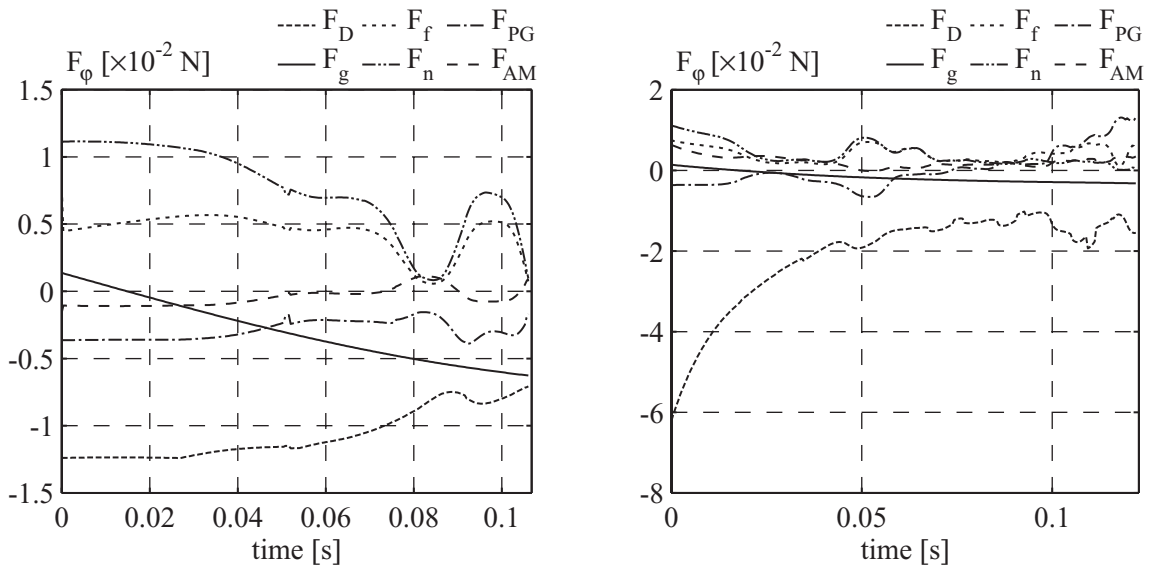 F_D F_f F_PG
F_φ [×10^-2 N] F_g F_n F_AM
1.5
1
0.5
0
-0.5
-1
-1.5
0 0.02 0.04 0.06 0.08 0.1
time [s]
F_D F_f F_PG
F_φ [×10^-2 N] F_g F_n F_AM
2
0
-2
-4
-6
-8
0 0.05 0.1
time [s]